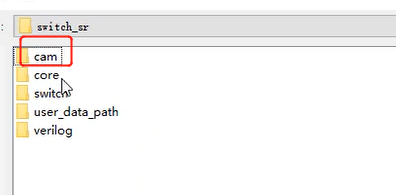 : switch_sr
cam
core
switch
user_data_path
verilog